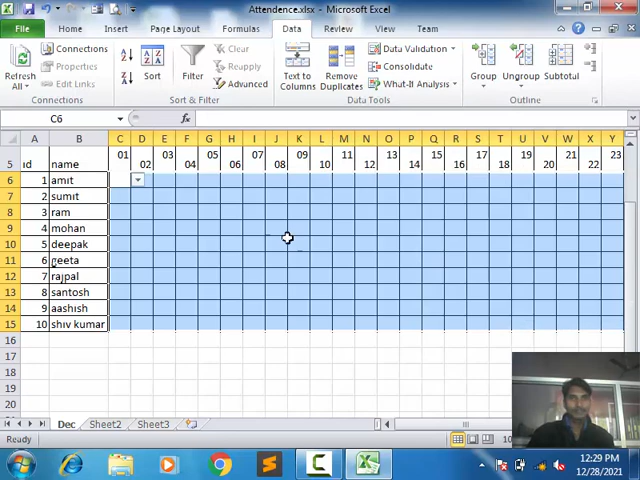 Attendence.xlsx - Microsoft Excel
File Home Insert Page Layout Formulas Data Review View Team
Refresh All Connections Properties Edit Links Sort Filter Clear Reapply Advanced Text to Columns Remove Duplicates Data Validation Consolidate What-If Analysis Group Ungroup Subtotal
Connections Sort & Filter Data Tools Outline
C6 fx
A B C D E F G H I J K L M N O P Q R S T U V W X Y
5 id name 01 02 03 04 05 06 07 08 09 10 11 12 13 14 15 16 17 18 19 20 21 22 23
6 1 amit
7 2 sumit
8 3 ram
9 4 mohan
10 5 deepak
11 6 geeta
12 7 rajpal
13 8 santosh
14 9 aashish
15 10 shiv kumar
16
17
18
19
20
Dec Sheet2 Sheet3
Ready 10
12:29 PM
12/28/2021